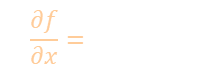 ∂f/∂x =